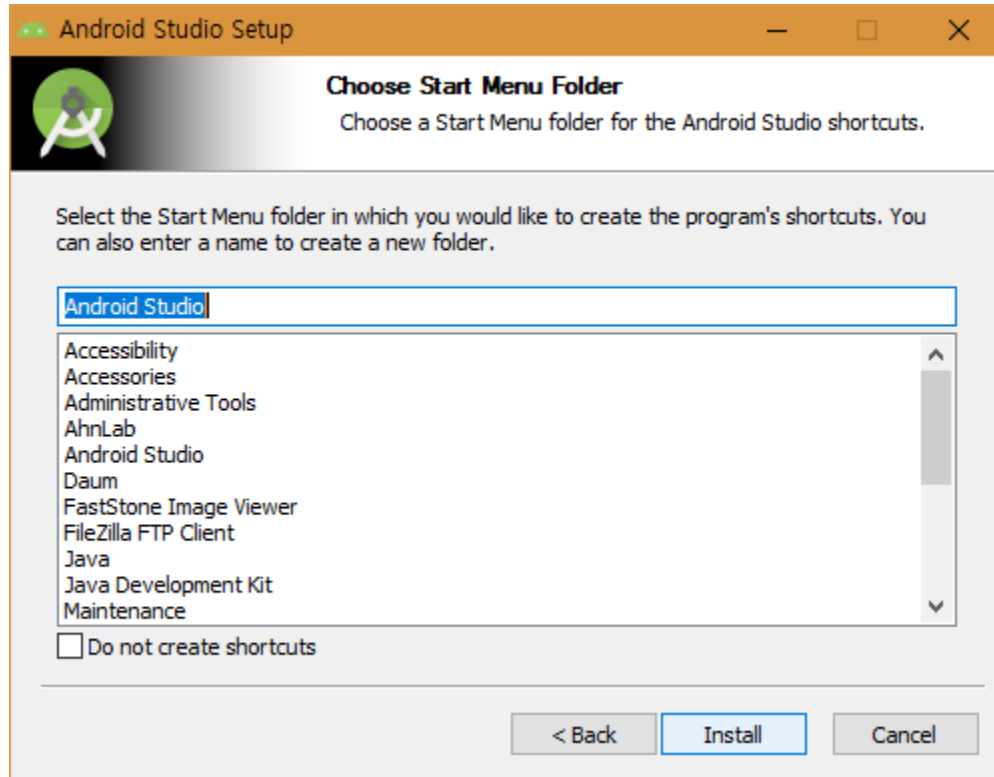 Android Studio Setup
Choose Start Menu Folder
Choose a Start Menu folder for the Android Studio shortcuts.
Select the Start Menu folder in which you would like to create the program's shortcuts. You
can also enter a name to create a new folder.
Android Studio
Accessibility
Accessories
Administrative Tools
AhnLab
Android Studio
Daum
FastStone Image Viewer
FileZilla FTP Client
Java
Java Development Kit
Maintenance
Do not create shortcuts
< Back
Install
Cancel